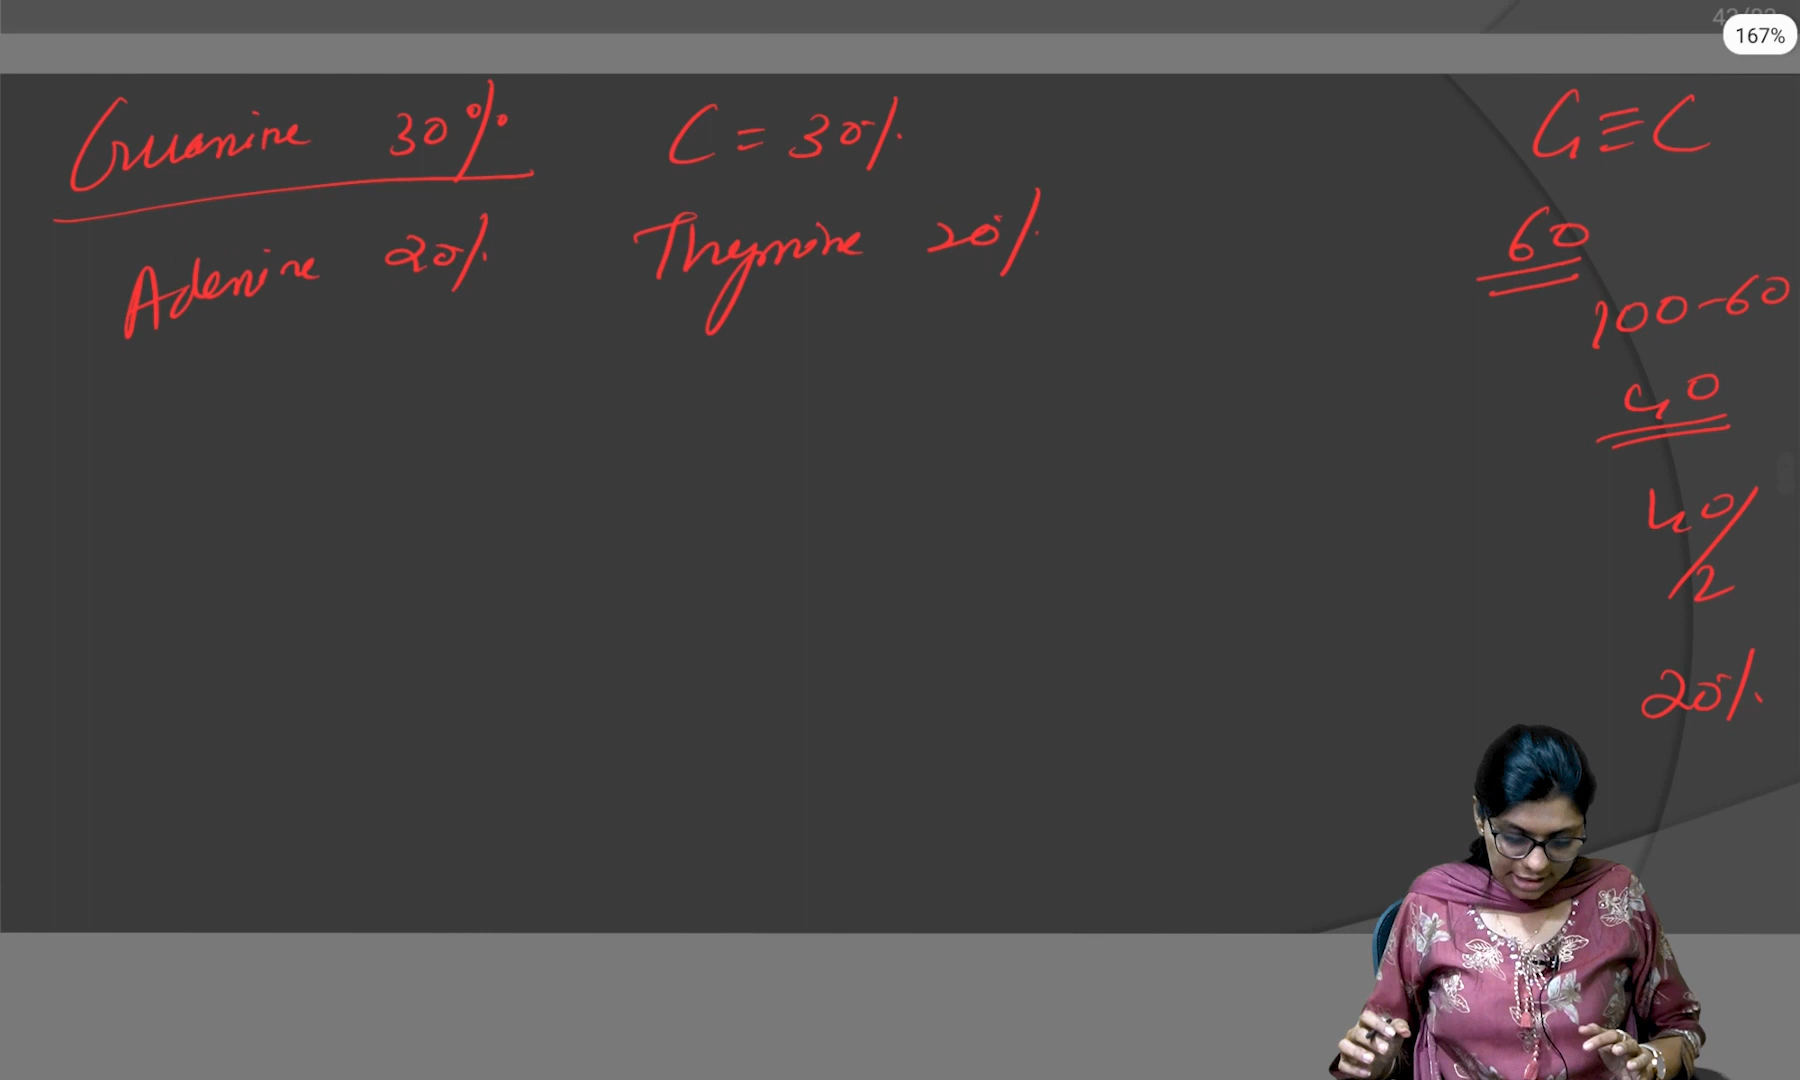 167%
Guanine 30% C = 30%
Adenine 20% Thymine 20%
G≡C
60
100-60
40
40/2
20%